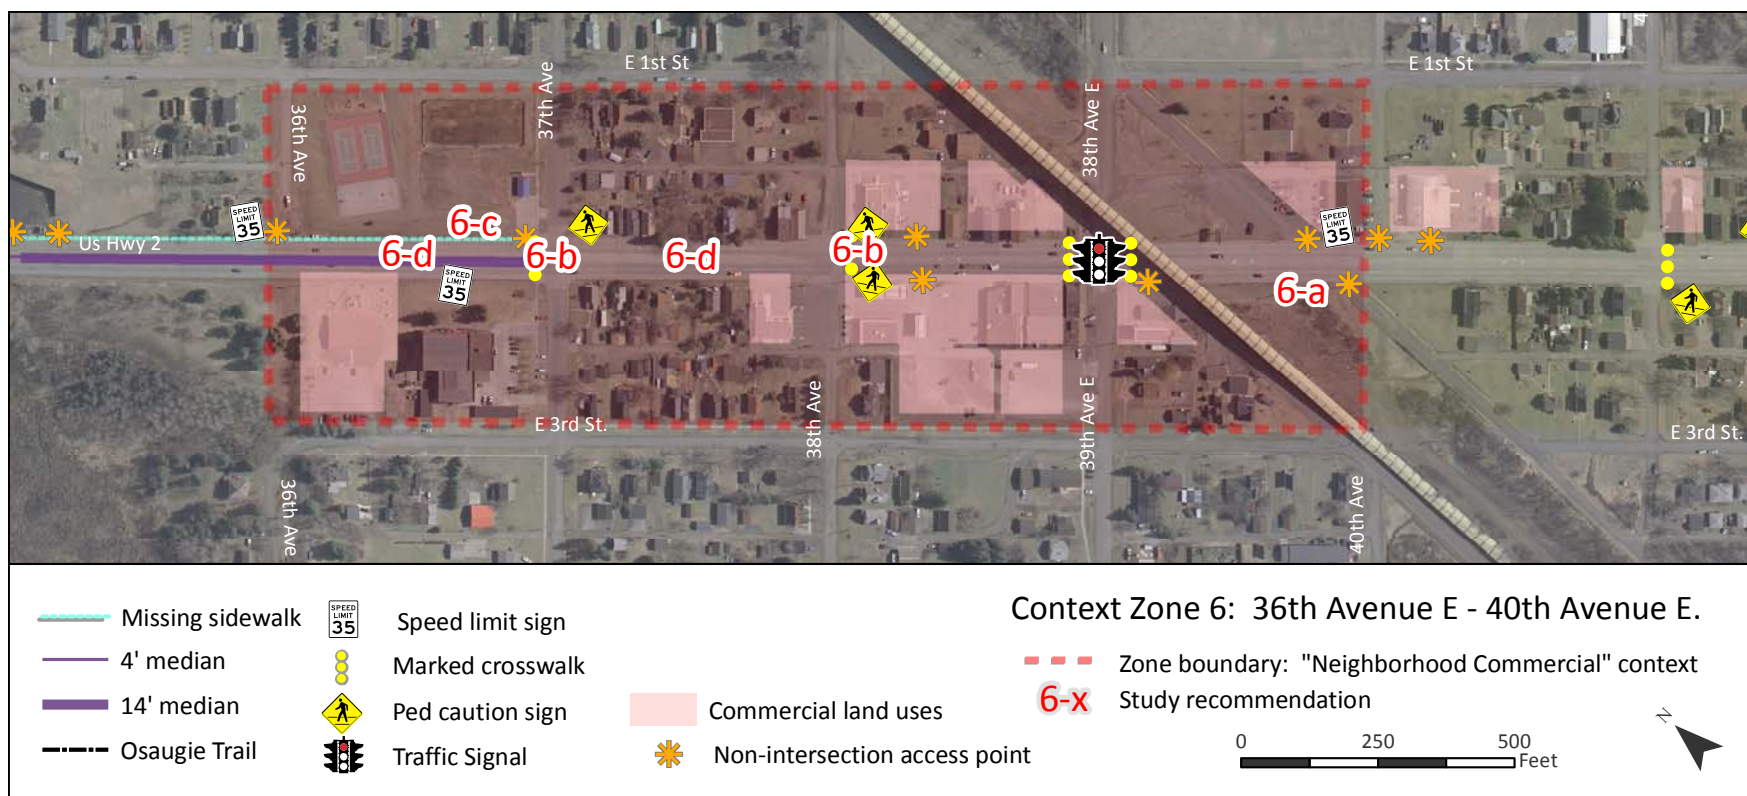 E 1st St
E 1st St
36th Ave
37th Ave
38th Ave E
SPEED LIMIT 35
6-c
SPEED LIMIT 35
Us Hwy 2
6-d
6-b
6-d
6-b
SPEED LIMIT 35
6-a
E 3rd St.
38th Ave
39th Ave E
E 3rd St.
36th Ave
40th Ave
Missing sidewalk
4' median
14' median
Osaugie Trail
SPEED LIMIT 35
Speed limit sign
Marked crosswalk
Ped caution sign
Traffic Signal
Commercial land uses
Non-intersection access point
Context Zone 6: 36th Avenue E - 40th Avenue E.
Zone boundary: "Neighborhood Commercial" context
6-x Study recommendation
N
0 250 500
Feet